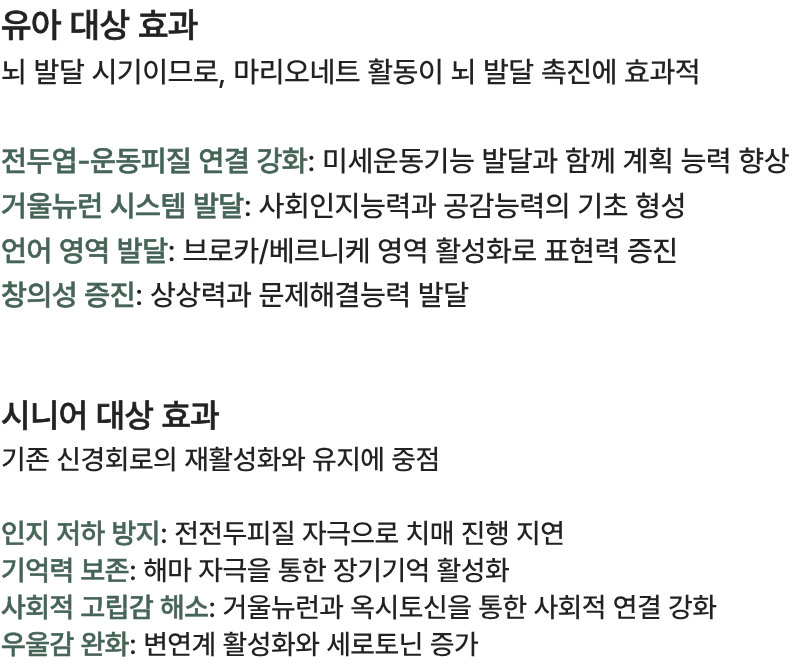 유아 대상 효과
뇌 발달 시기이므로, 마리오네트 활동이 뇌 발달 촉진에 효과적
전두엽-운동피질 연결 강화: 미세운동기능 발달과 함께 계획 능력 향상
거울뉴런 시스템 발달: 사회인지능력과 공감능력의 기초 형성
언어 영역 발달: 브로카/베르니케 영역 활성화로 표현력 증진
창의성 증진: 상상력과 문제해결능력 발달
시니어 대상 효과
기존 신경회로의 재활성화와 유지에 중점
인지 저하 방지: 전전두피질 자극으로 치매 진행 지연
기억력 보존: 해마 자극을 통한 장기기억 활성화
사회적 고립감 해소: 거울뉴런과 옥시토신을 통한 사회적 연결 강화
우울감 완화: 변연계 활성화와 세로토닌 증가